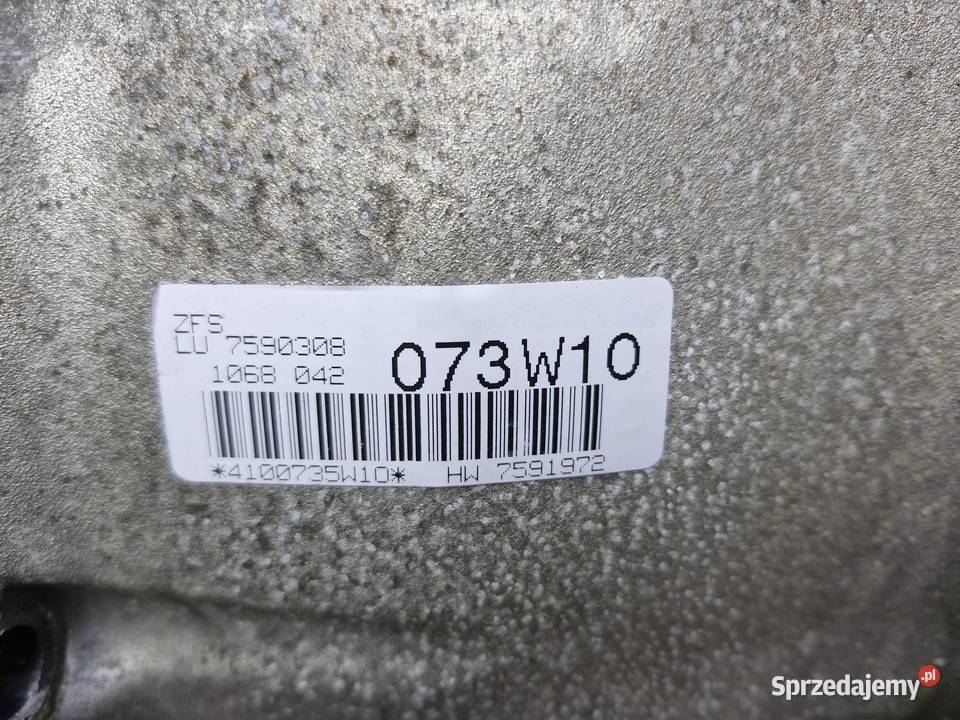 ZFS
LU 7590308
1068 042
073W10
*4100735W10* HW 7591972
Sprzedajemy.pl